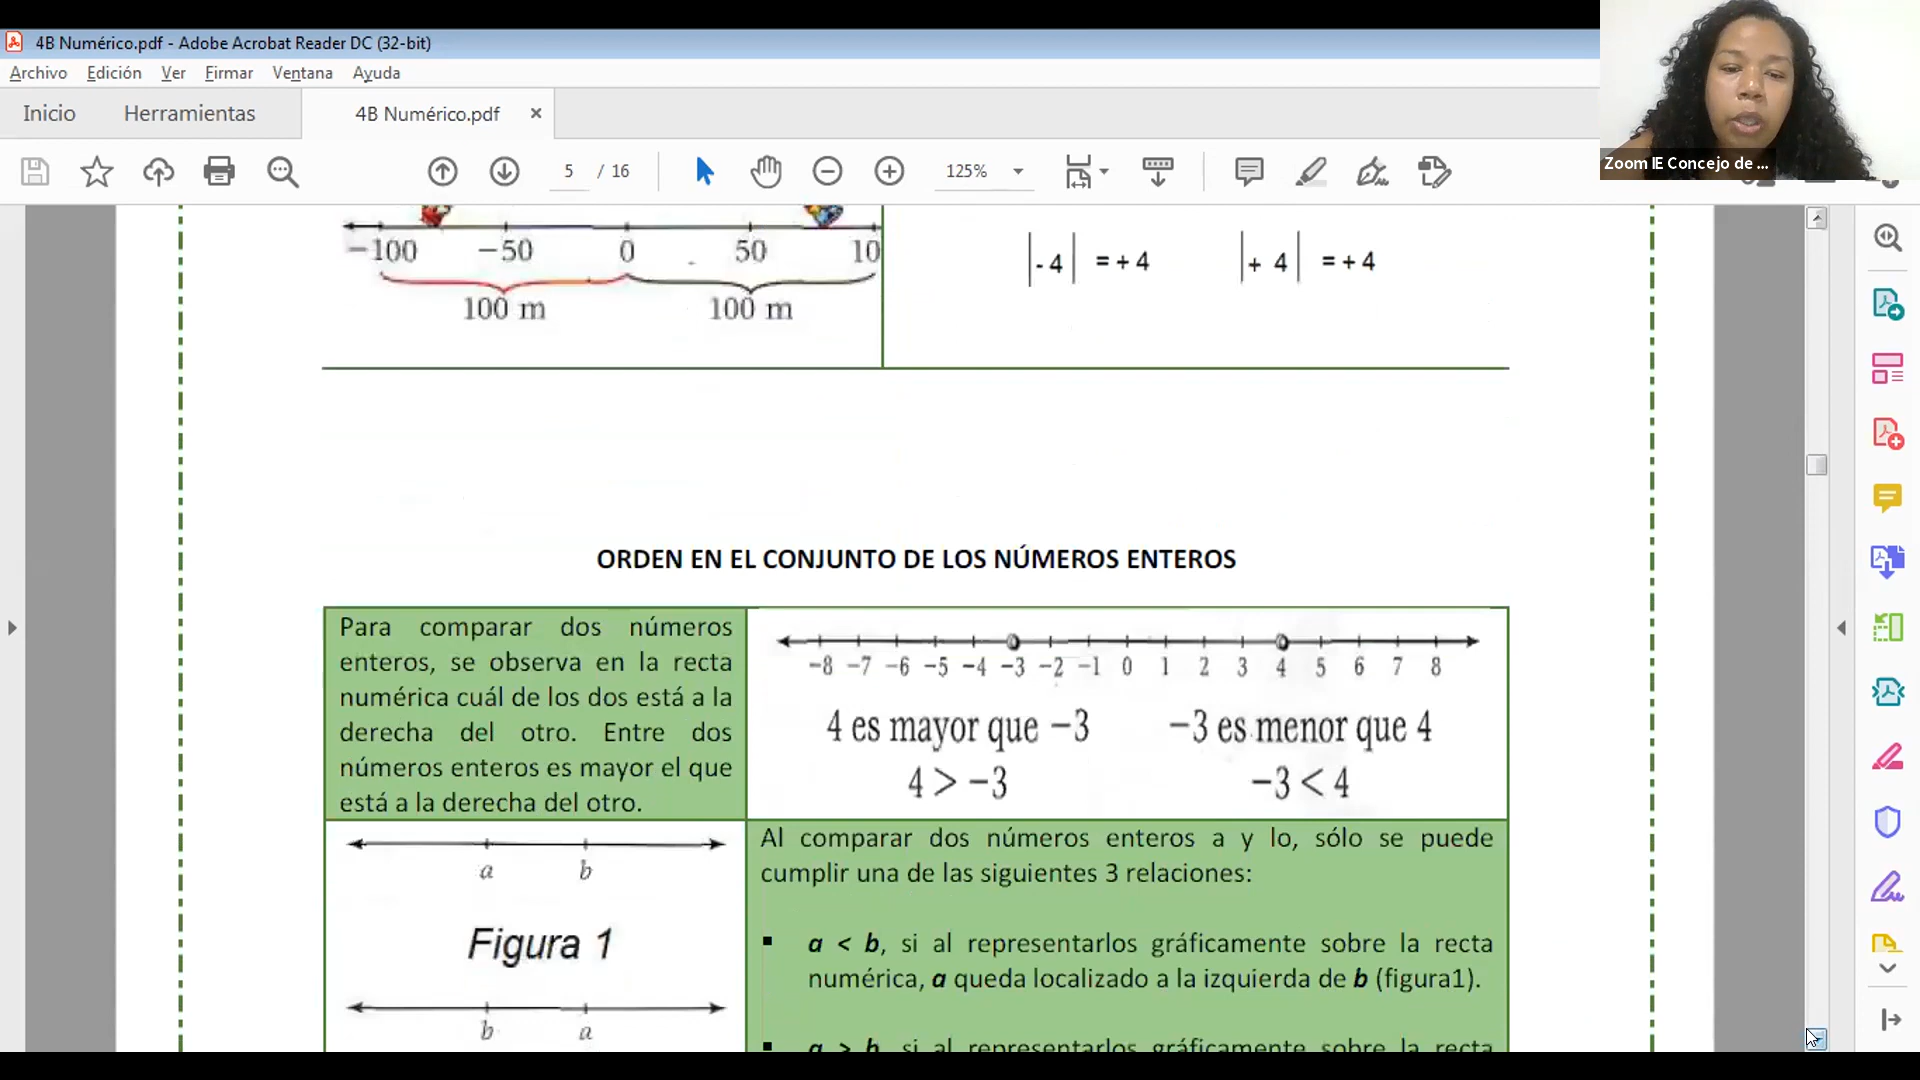 4B Numérico.pdf - Adobe Acrobat Reader DC (32-bit)
Archivo Edición Ver Firmar Ventana Ayuda
Inicio Herramientas 4B Numérico.pdf ×
5 / 16 125%
Zoom IE Concejo de ...
−100 −50 0 50 10
100 m 100 m
|- 4| = + 4 |+ 4| = + 4
ORDEN EN EL CONJUNTO DE LOS NÚMEROS ENTEROS
Para comparar dos números
enteros, se observa en la recta
numérica cuál de los dos está a la
derecha del otro. Entre dos
números enteros es mayor el que
está a la derecha del otro.
−8 −7 −6 −5 −4 −3 −2 −1 0 1 2 3 4 5 6 7 8
4 es mayor que −3 −3 es menor que 4
4 > −3 −3 < 4
a b
Figura 1
b a
Al comparar dos números enteros a y lo, sólo se puede
cumplir una de las siguientes 3 relaciones:
▪ a < b, si al representarlos gráficamente sobre la recta
numérica, a queda localizado a la izquierda de b (figura1).
▪ a > b, si al representarlos gráficamente sobre la recta